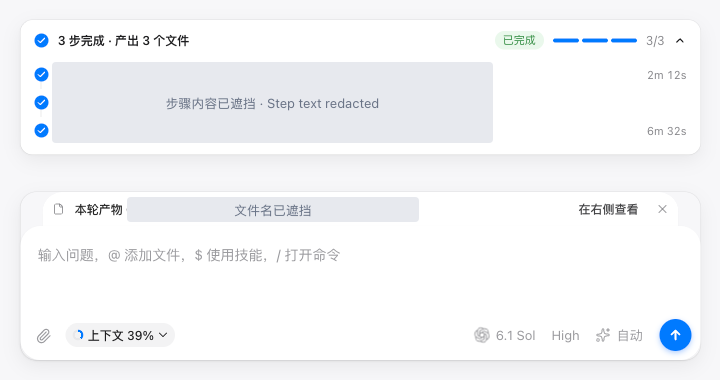 3 步完成 · 产出 3 个文件 已完成 3/3
2m 12s
步骤内容已遮挡 · Step text redacted
6m 32s
本轮产物 文件名已遮挡 在右侧查看
输入问题，@ 添加文件，$ 使用技能，/ 打开命令
上下文 39% 6.1 Sol High 自动